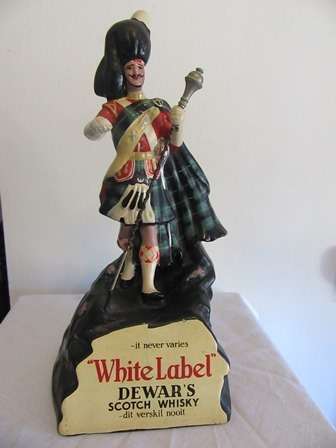 -it never varies
"White Label"
DEWAR'S
SCOTCH WHISKY
-dit verskil nooit